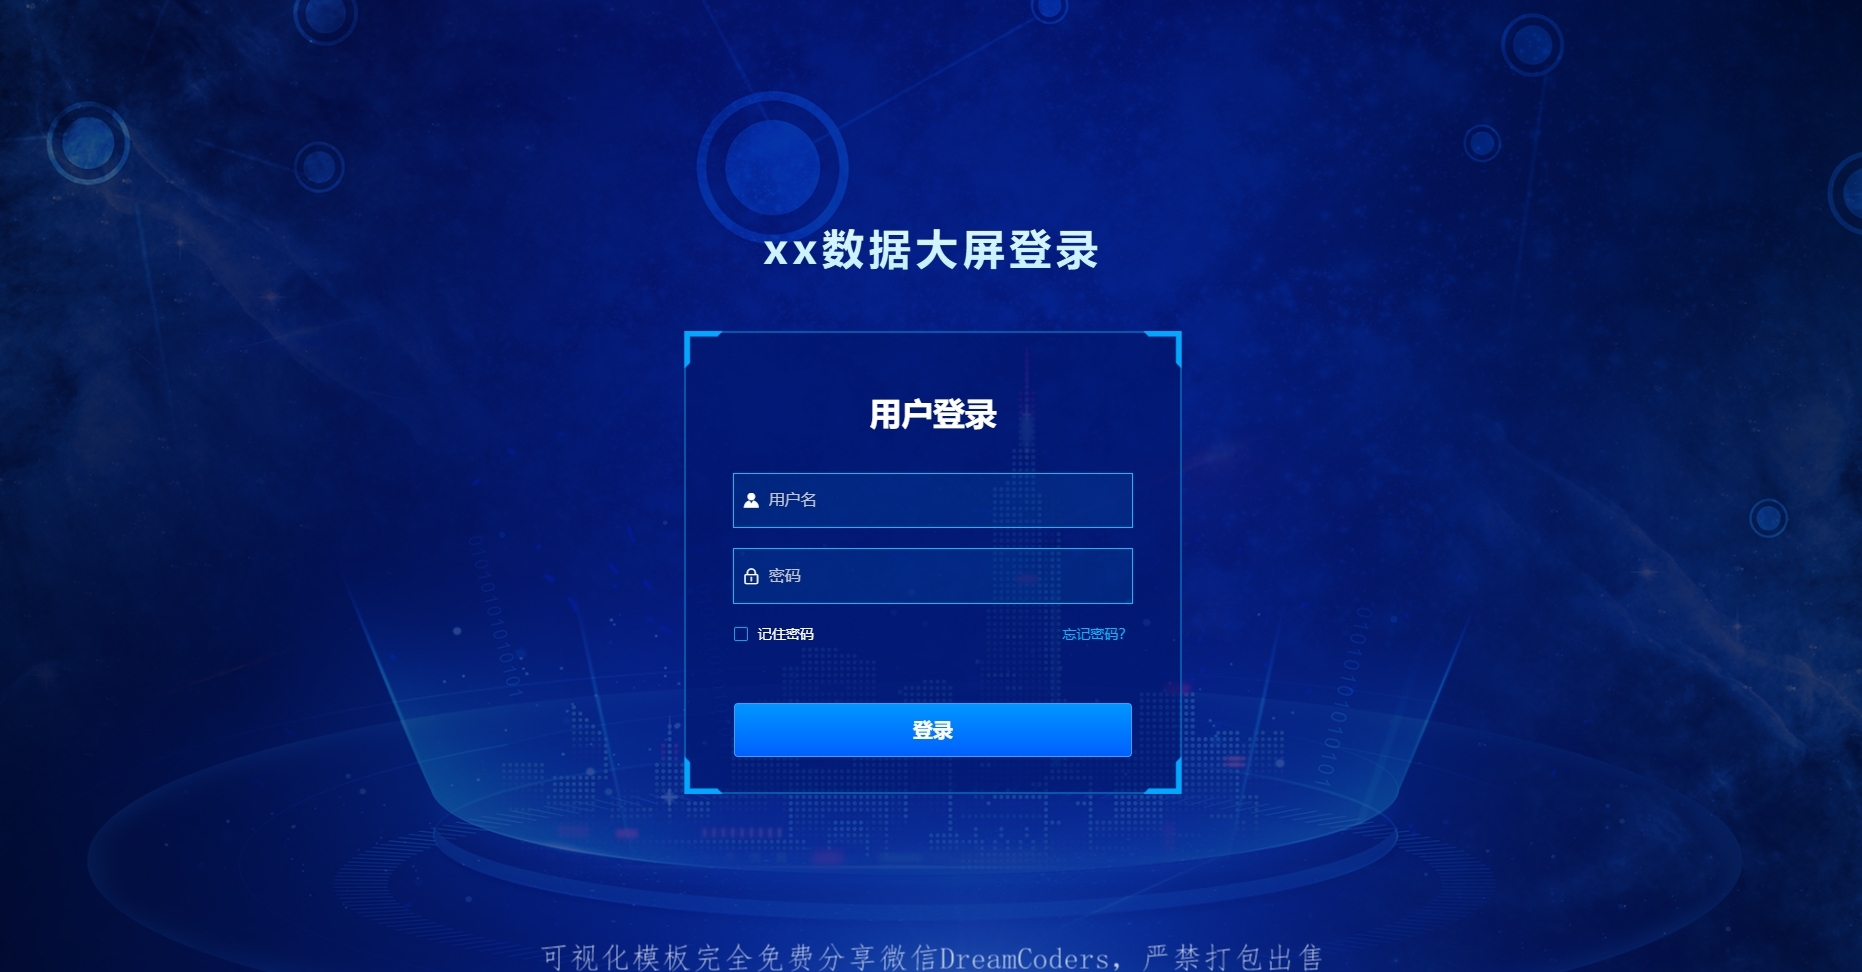 xx数据大屏登录
用户登录
用户名
密码
记住密码 忘记密码？
登录
可视化模板完全免费分享微信DreamCoders，严禁打包出售